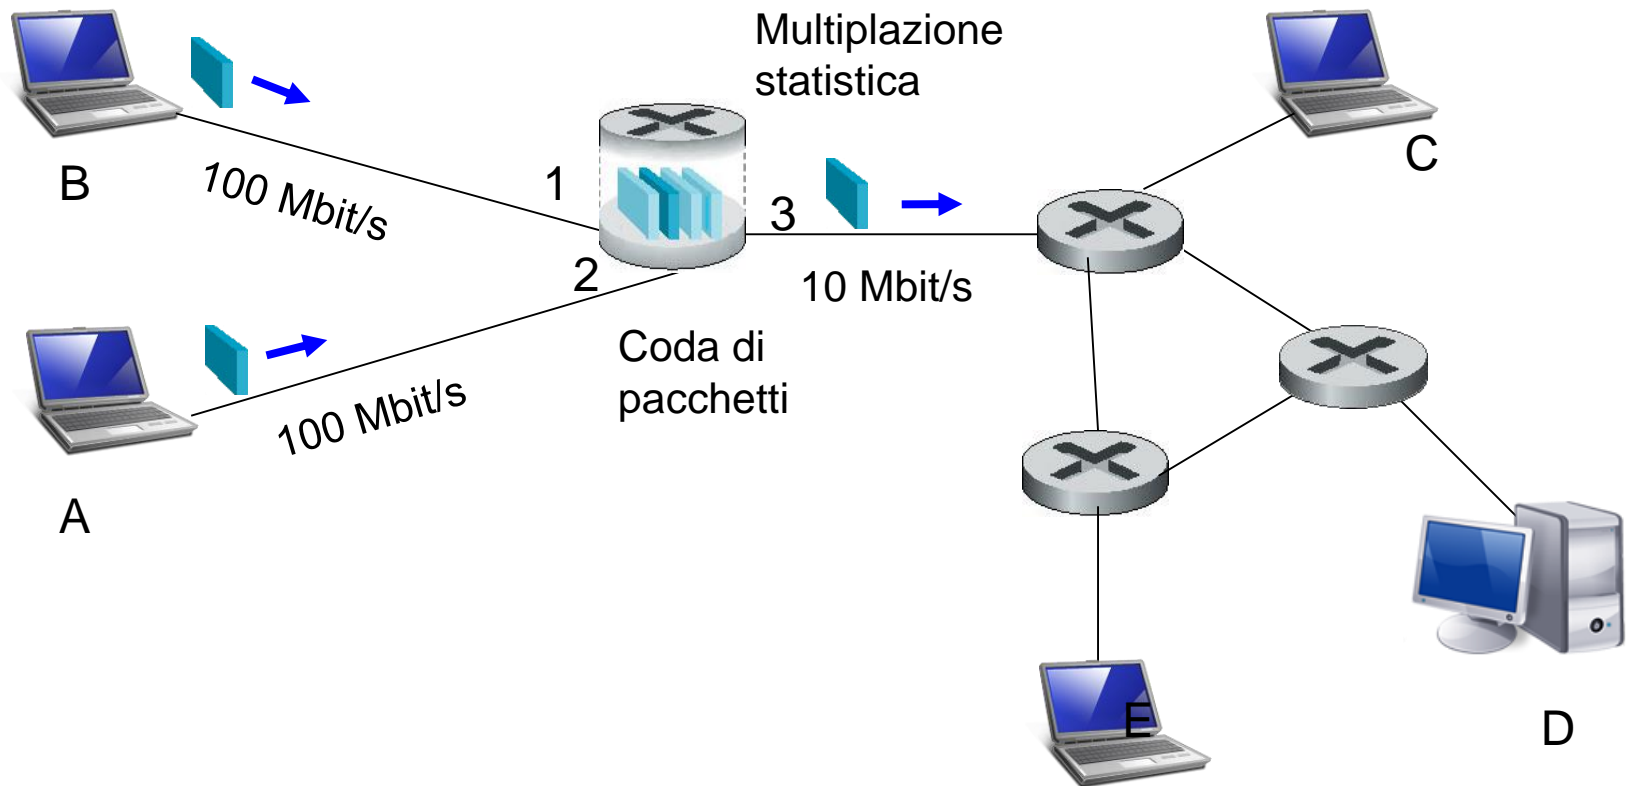 Multiplazione
statistica
B
100 Mbit/s
1
3
C
2
10 Mbit/s
Coda di
pacchetti
100 Mbit/s
A
E
D